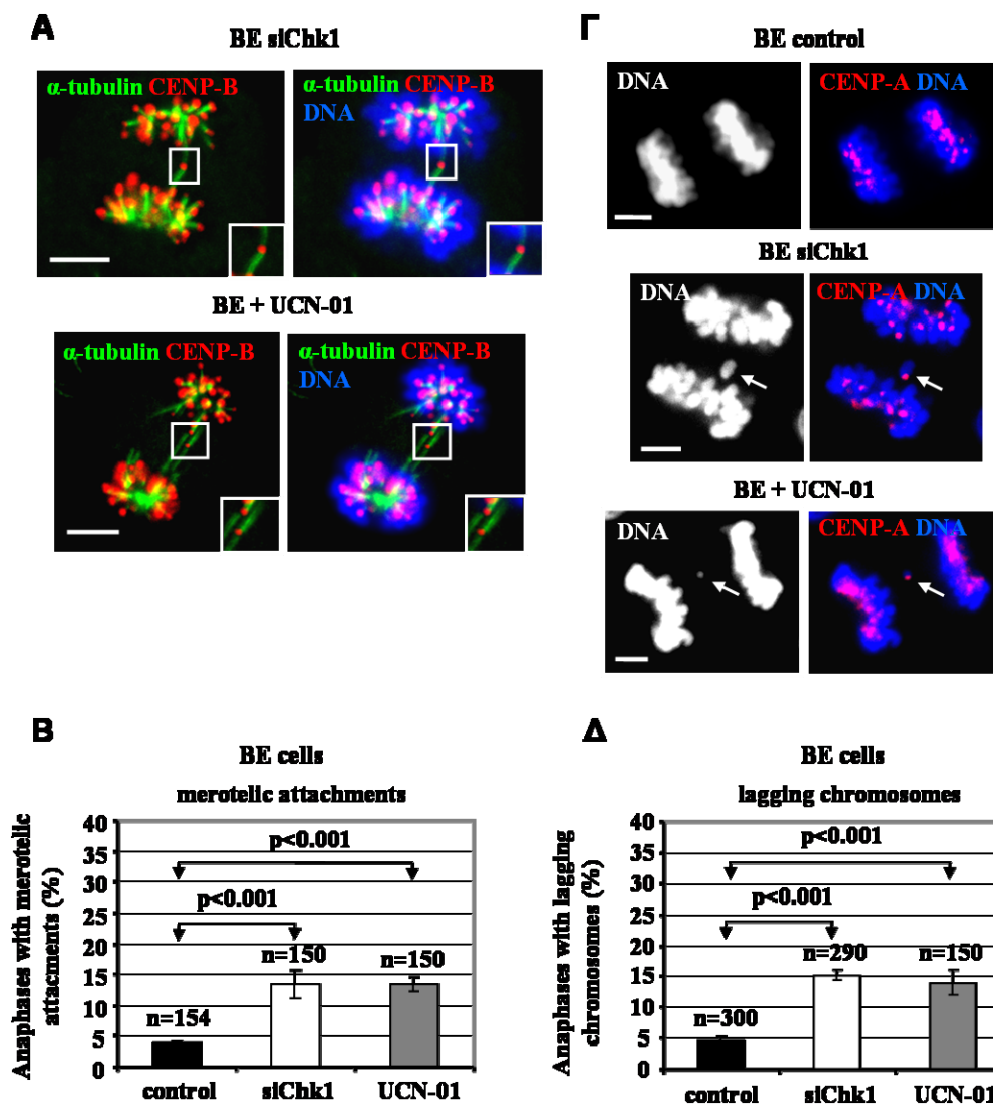 Α
BE siChk1
α-tubulin CENP-B
α-tubulin CENP-B
DNA
BE + UCN-01
α-tubulin CENP-B
α-tubulin CENP-B
DNA
Γ
BE control
DNA
CENP-A DNA
BE siChk1
DNA
CENP-A DNA
BE + UCN-01
DNA
CENP-A DNA
Β
BE cells
merotelic attachments
Anaphases with merotelic
attacments (%)
40
35
30
25
20
15
10
5
0
p<0.001
p<0.001
n=154
n=150
n=150
control
siChk1
UCN-01
Δ
BE cells
lagging chromosomes
Anaphases with lagging
chromosomes (%)
40
35
30
25
20
15
10
5
0
p<0.001
p<0.001
n=300
n=290
n=150
control
siChk1
UCN-01